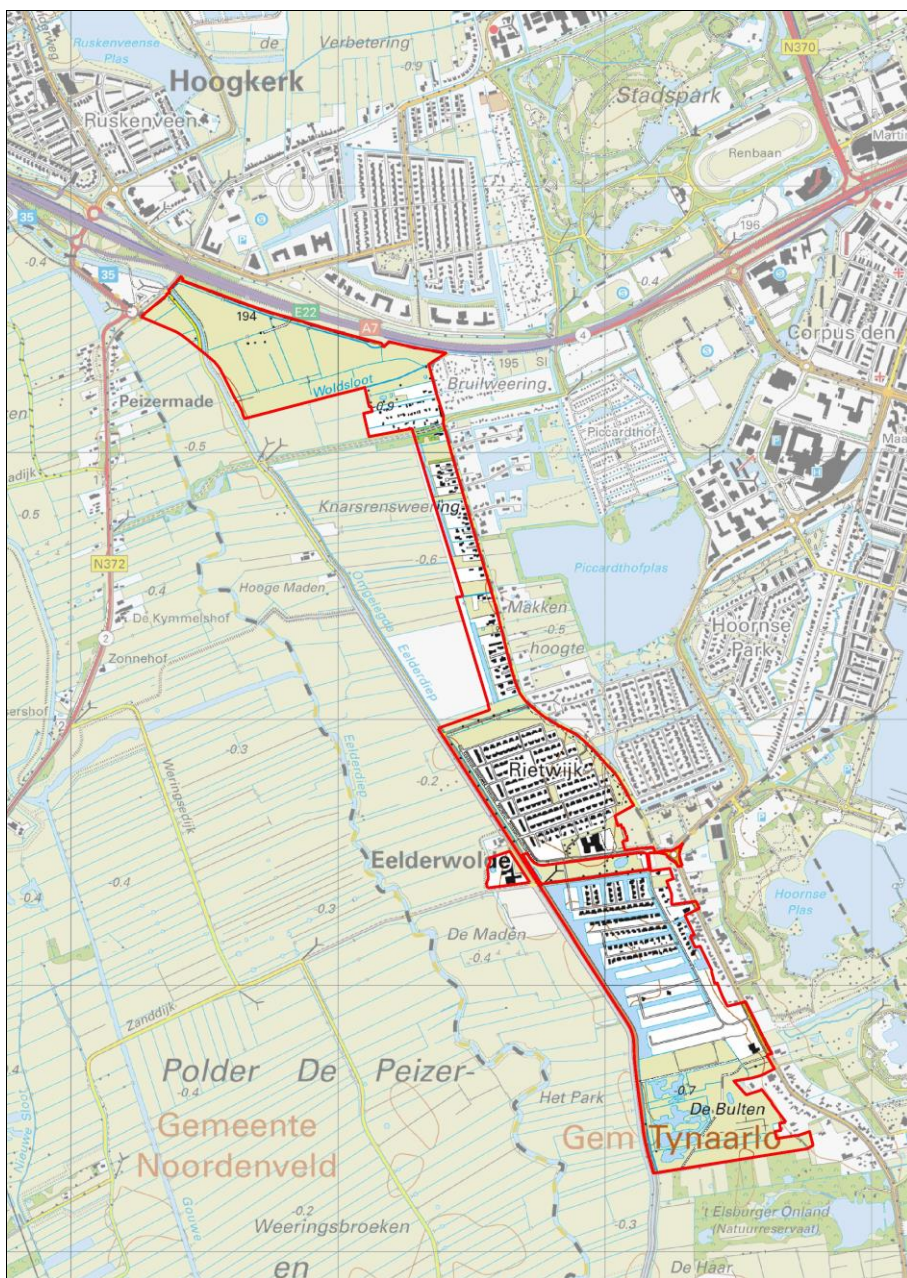 Ruskenveense
Plas
de Verbetering
-0.9
N370
Hoogkerk
Stadspark
Ruskenveen
Renbaan
Martin
35
196
-0.4
-0.4
35
E22
194
A7
4
Corpus den
195
Sl
Woldsloot
Bruilweering
-0.9
Peizermade
Piccardthof
-0.5
-0.5
Knarsrensweering
-0.6
N372
Piccardthofplas
-0.4
Hooge Maden
Omgelegde
Makken
't De Kymmelshof
-0.5
hoogte
Hoornse
Park
2
Zonnehof
Eelderdiep
-0.3
Eelderdiep
Weringsedijk
-0.2
Rietwijk
Eelderwolde
-0.4
-0.4
Hoornse
Plas
-0.3
De Maden
-0.4
Zanddijk
Polder De Peizer-
-0.4
Het Park
-0.7
De Bulten
Gemeente
Noordenveld
Gem Tynaarlo
Nieuwe Sloot
Gouwe
-0.2
Weeringsbroeken
-0.3
't Elsburger Onland
(Natuurreservaat)
en
De Haar